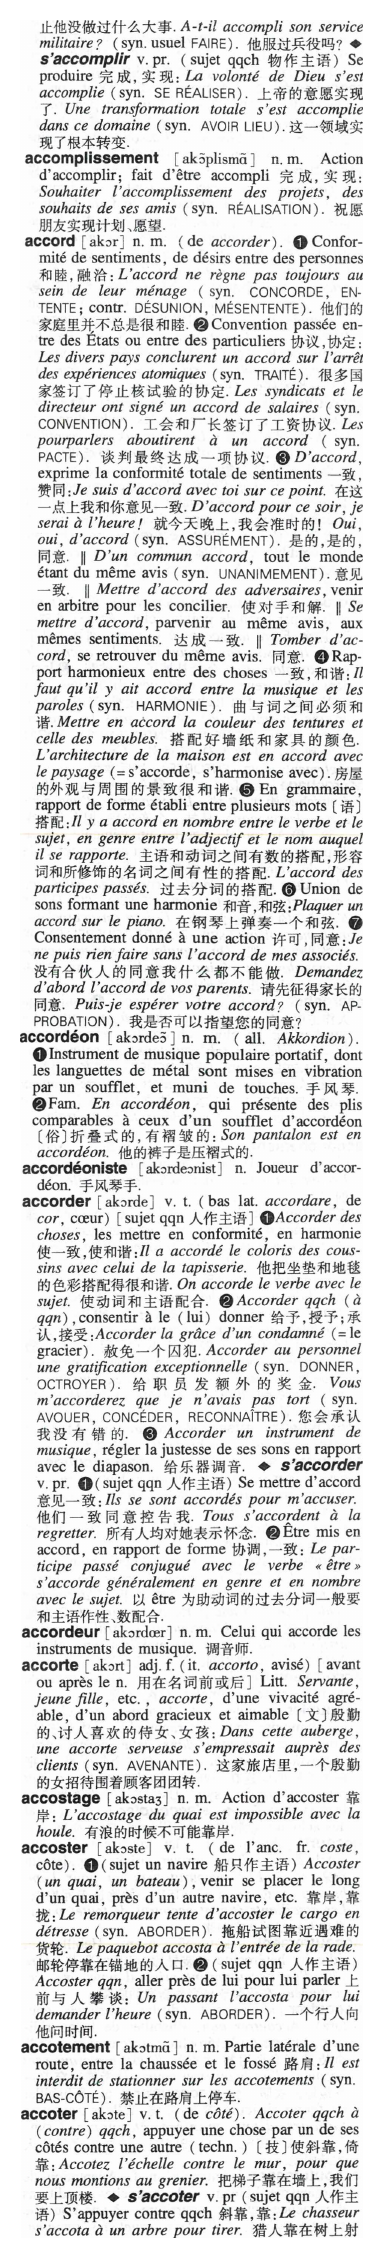 止他没做过什么大事. A-t-il accompli son service
militaire? (syn. usuel FAIRE). 他服过兵役吗? ◆
s'accomplir v. pr. (sujet qqch 物作主语) Se
produire 完成, 实现: La volonté de Dieu s'est
accomplie (syn. SE RÉALISER). 上帝的意愿实现
了. Une transformation totale s'est accomplie
dans ce domaine (syn. AVOIR LIEU). 这一领域实
现了根本转变.
accomplissement [akɔ̃plismɑ̃] n. m. Action
d'accomplir; fait d'être accompli 完成, 实现:
Souhaiter l'accomplissement des projets, des
souhaits de ses amis (syn. RÉALISATION). 祝愿
朋友实现计划、愿望.
accord [akɔr] n. m. (de accorder). ❶ Confor-
mité de sentiments, de désirs entre des personnes
和睦, 融洽: L'accord ne règne pas toujours au
sein de leur ménage (syn. CONCORDE, EN-
TENTE; contr. DÉSUNION, MÉSENTENTE). 他们的
家庭里并不总是很和睦. ❷ Convention passée en-
tre des États ou entre des particuliers 协议, 协定:
Les divers pays conclurent un accord sur l'arrêt
des expériences atomiques (syn. TRAITÉ). 很多国
家签订了停止核试验的协定. Les syndicats et le
directeur ont signé un accord de salaires (syn.
CONVENTION). 工会和厂长签订了工资协议. Les
pourparlers aboutirent à un accord (syn.
PACTE). 谈判最终达成一项协议. ❸ D'accord,
exprime la conformité totale de sentiments 一致,
赞同: Je suis d'accord avec toi sur ce point. 在这
一点上我和你意见一致. D'accord pour ce soir, je
serai à l'heure! 就今天晚上, 我会准时的! Oui,
oui, d'accord (syn. ASSURÉMENT). 是的, 是的,
同意. ‖ D'un commun accord, tout le monde
étant du même avis (syn. UNANIMEMENT). 意见
一致. ‖ Mettre d'accord des adversaires, venir
en arbitre pour les concilier. 使对手和解. ‖ Se
mettre d'accord, parvenir au même avis, aux
mêmes sentiments. 达成一致. ‖ Tomber d'ac-
cord, se retrouver du même avis. 同意. ❹ Rap-
port harmonieux entre des choses 一致, 和谐: Il
faut qu'il y ait accord entre la musique et les
paroles (syn. HARMONIE). 曲与词之间必须和
谐. Mettre en accord la couleur des tentures et
celle des meubles. 搭配好墙纸和家具的颜色.
L'architecture de la maison est en accord avec
le paysage (= s'accorde, s'harmonise avec). 房屋
的外观与周围的景致很和谐. ❺ En grammaire,
rapport de forme établi entre plusieurs mots [语]
搭配: Il y a accord en nombre entre le verbe et le
sujet, en genre entre l'adjectif et le nom auquel
il se rapporte. 主语和动词之间有数的搭配, 形容
词和所修饰的名词之间有性的搭配. L'accord des
participes passés. 过去分词的搭配. ❻ Union de
sons formant une harmonie 和音, 和弦: Plaquer un
accord sur le piano. 在钢琴上弹奏一个和弦. ❼
Consentement donné à une action 许可, 同意: Je
ne puis rien faire sans l'accord de mes associés.
没有合伙人的同意我什么都不能做. Demandez
d'abord l'accord de vos parents. 请先征得家长的
同意. Puis-je espérer votre accord? (syn. AP-
PROBATION). 我是否可以指望您的同意?
accordéon [akɔrdeɔ̃] n. m. (all. Akkordion).
❶ Instrument de musique populaire portatif, dont
les languettes de métal sont mises en vibration
par un soufflet, et muni de touches. 手风琴.
❷ Fam. En accordéon, qui présente des plis
comparables à ceux d'un soufflet d'accordéon
[俗] 折叠式的, 有褶皱的: Son pantalon est en
accordéon. 他的裤子是压褶式的.
accordéoniste [akɔrdeɔnist] n. Joueur d'accor-
déon. 手风琴手.
accorder [akɔrde] v. t. (bas lat. accordare, de
cor, cœur) [sujet qqn 人作主语] ❶ Accorder des
choses, les mettre en conformité, en harmonie
使一致, 使和谐: Il a accordé le coloris des cous-
sins avec celui de la tapisserie. 他把坐垫和地毯
的色彩搭配得很和谐. On accorde le verbe avec le
sujet. 使动词和主语配合. ❷ Accorder qqch (à
qqn), consentir à le (lui) donner 给予, 授予; 承
认, 接受: Accorder la grâce d'un condamné (= le
gracier). 赦免一个囚犯. Accorder au personnel
une gratification exceptionnelle (syn. DONNER,
OCTROYER). 给职员发额外的奖金. Vous
m'accorderez que je n'avais pas tort (syn.
AVOUER, CONCÉDER, RECONNAÎTRE). 您会承认
我没有错的. ❸ Accorder un instrument de
musique, régler la justesse de ses sons en rapport
avec le diapason. 给乐器调音. ◆ s'accorder
v. pr. ❶ (sujet qqn 人作主语) Se mettre d'accord
意见一致: Ils se sont accordés pour m'accuser.
他们一致同意控告我. Tous s'accordent à la
regretter. 所有人均对她表示怀念. ❷ Être mis en
accord, en rapport de forme 协调, 一致: Le par-
ticipe passé conjugué avec le verbe « être »
s'accorde généralement en genre et en nombre
avec le sujet. 以 être 为助动词的过去分词一般要
和主语作性、数配合.
accordeur [akɔrdœr] n. m. Celui qui accorde les
instruments de musique. 调音师.
accorte [akɔrt] adj. f. (it. accorto, avisé) [avant
ou après le n. 用在名词前或后] Litt. Servante,
jeune fille, etc., accorte, d'une vivacité agré-
able, d'un abord gracieux et aimable [文] 殷勤
的、讨人喜欢的侍女、女孩: Dans cette auberge,
une accorte serveuse s'empressait auprès des
clients (syn. AVENANTE). 这家旅店里, 一个殷勤
的女招待围着顾客团团转.
accostage [akɔstaʒ] n. m. Action d'accoster 靠
岸: L'accostage du quai est impossible avec la
houle. 有浪的时候不可能靠岸.
accoster [akɔste] v. t. (de l'anc. fr. coste,
côte). ❶ (sujet un navire 船只作主语) Accoster
(un quai, un bateau), venir se placer le long
d'un quai, près d'un autre navire, etc. 靠岸, 靠
拢: Le remorqueur tente d'accoster le cargo en
détresse (syn. ABORDER). 拖船试图靠近遇难的
货轮. Le paquebot accosta à l'entrée de la rade.
邮轮停靠在锚地的入口. ❷ (sujet qqn 人作主语)
Accoster qqn, aller près de lui pour lui parler 上
前与人攀谈: Un passant l'accosta pour lui
demander l'heure (syn. ABORDER). 一个行人向
他问时间.
accotement [akɔtmɑ̃] n. m. Partie latérale d'une
route, entre la chaussée et le fossé 路肩: Il est
interdit de stationner sur les accotements (syn.
BAS-CÔTÉ). 禁止在路肩上停车.
accoter [akɔte] v. t. (de côté). Accoter qqch à
(contre) qqch, appuyer une chose par un de ses
côtés contre une autre (techn.) [技] 使斜靠, 倚
靠: Accotez l'échelle contre le mur, pour que
nous montions au grenier. 把梯子靠在墙上, 我们
要上顶楼. ◆ s'accoter v. pr (sujet qqn 人作主
语) S'appuyer contre qqch 斜靠, 靠: Le chasseur
s'accota à un arbre pour tirer. 猎人靠在树上射